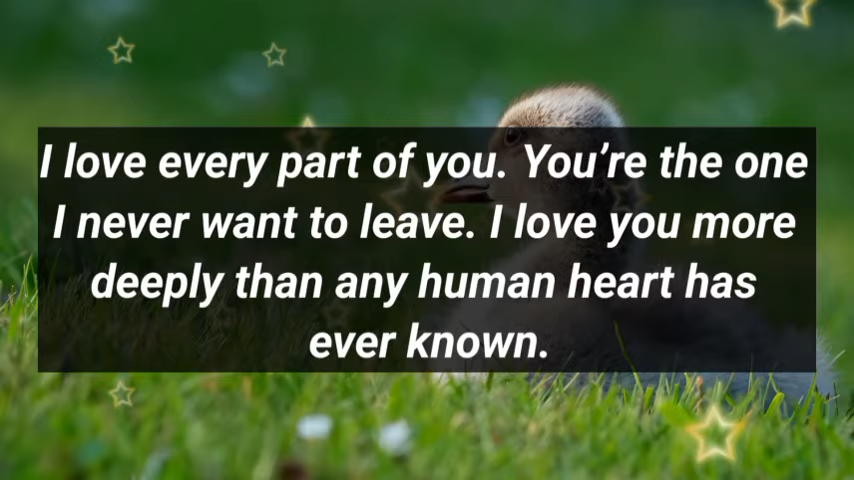 I love every part of you. You’re the one
I never want to leave. I love you more
deeply than any human heart has
ever known.